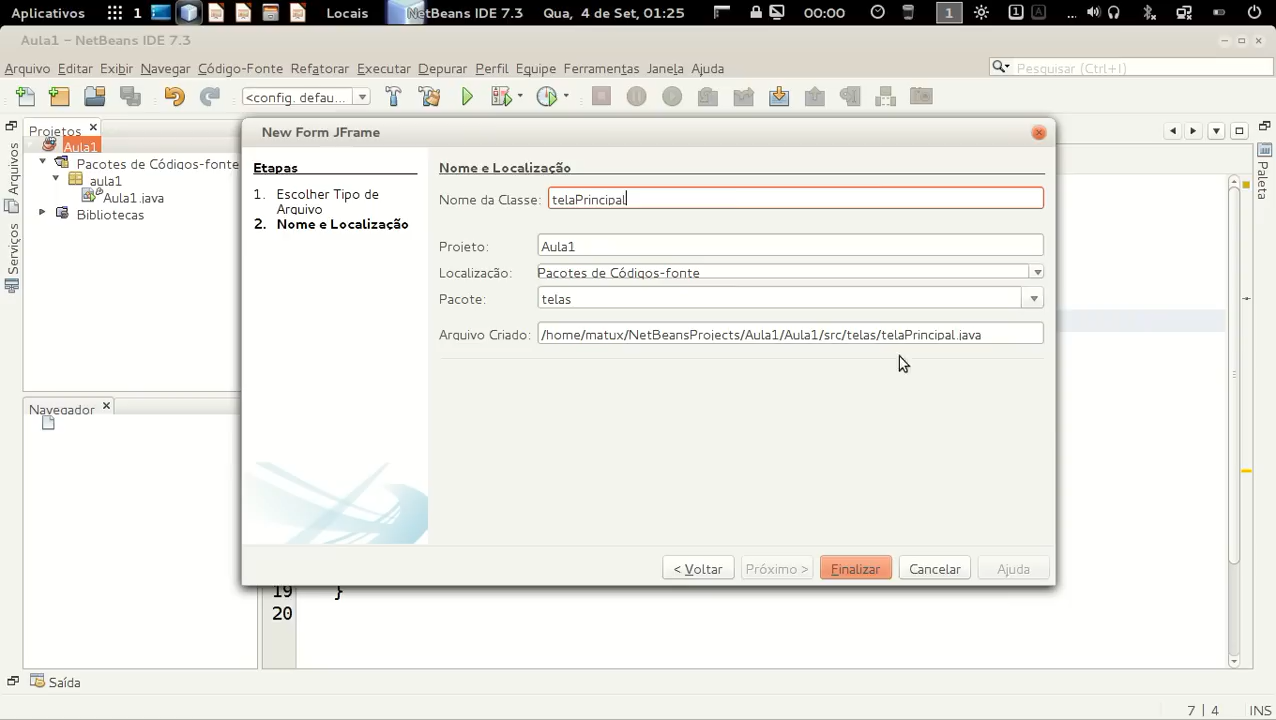 Aplicativos 1 Locais NetBeans IDE 7.3 Qua, 4 de Set, 01:25 00:00 1 1 A ...
Aula1 – NetBeans IDE 7.3
Arquivo Editar Exibir Navegar Código-Fonte Refatorar Executar Depurar Perfil Equipe Ferramentas Janela Ajuda
Pesquisar (Ctrl+I)
<config. defau...
Projetos
Aula1
Pacotes de Códigos-fonte
aula1
Aula1.java
Bibliotecas
Arquivos
Serviços
Navegador
New Form JFrame
Etapas
1. Escolher Tipo de
Arquivo
2. Nome e Localização
Nome e Localização
Nome da Classe: telaPrincipal
Projeto: Aula1
Localização: Pacotes de Códigos-fonte
Pacote: telas
Arquivo Criado: /home/matux/NetBeansProjects/Aula1/Aula1/src/telas/telaPrincipal.java
< Voltar Próximo > Finalizar Cancelar Ajuda
Paleta
19 }
20
Saída
7 | 4 INS